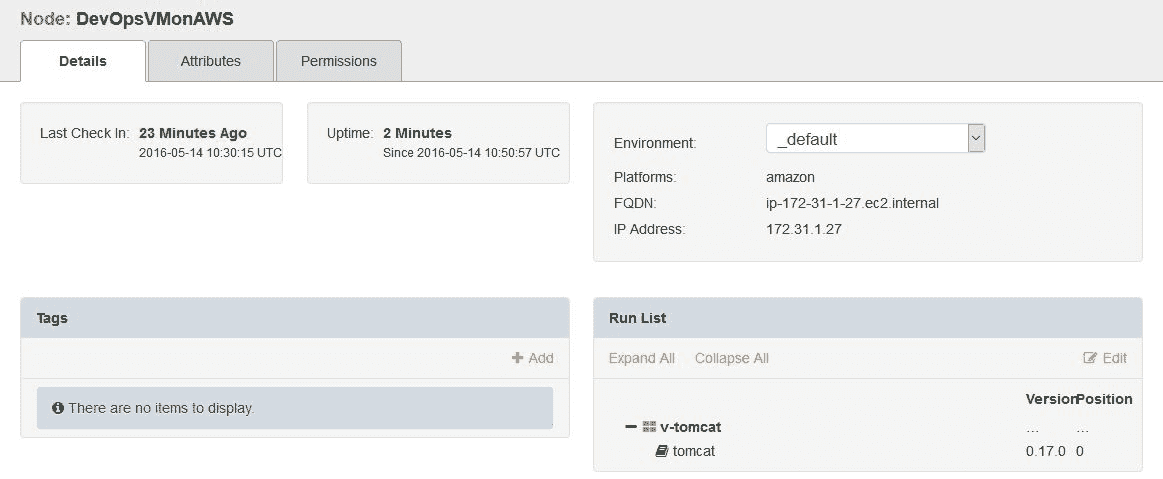 Node: DevOpsVMonAWS
Details Attributes Permissions
Last Check In: 23 Minutes Ago
2016-05-14 10:30:15 UTC
Uptime: 2 Minutes
Since 2016-05-14 10:50:57 UTC
Environment: _default
Platforms: amazon
FQDN: ip-172-31-1-27.ec2.internal
IP Address: 172.31.1.27
Tags
Add
There are no items to display.
Run List
Expand All Collapse All Edit
Version Position
v-tomcat ... ...
tomcat 0.17.0 0